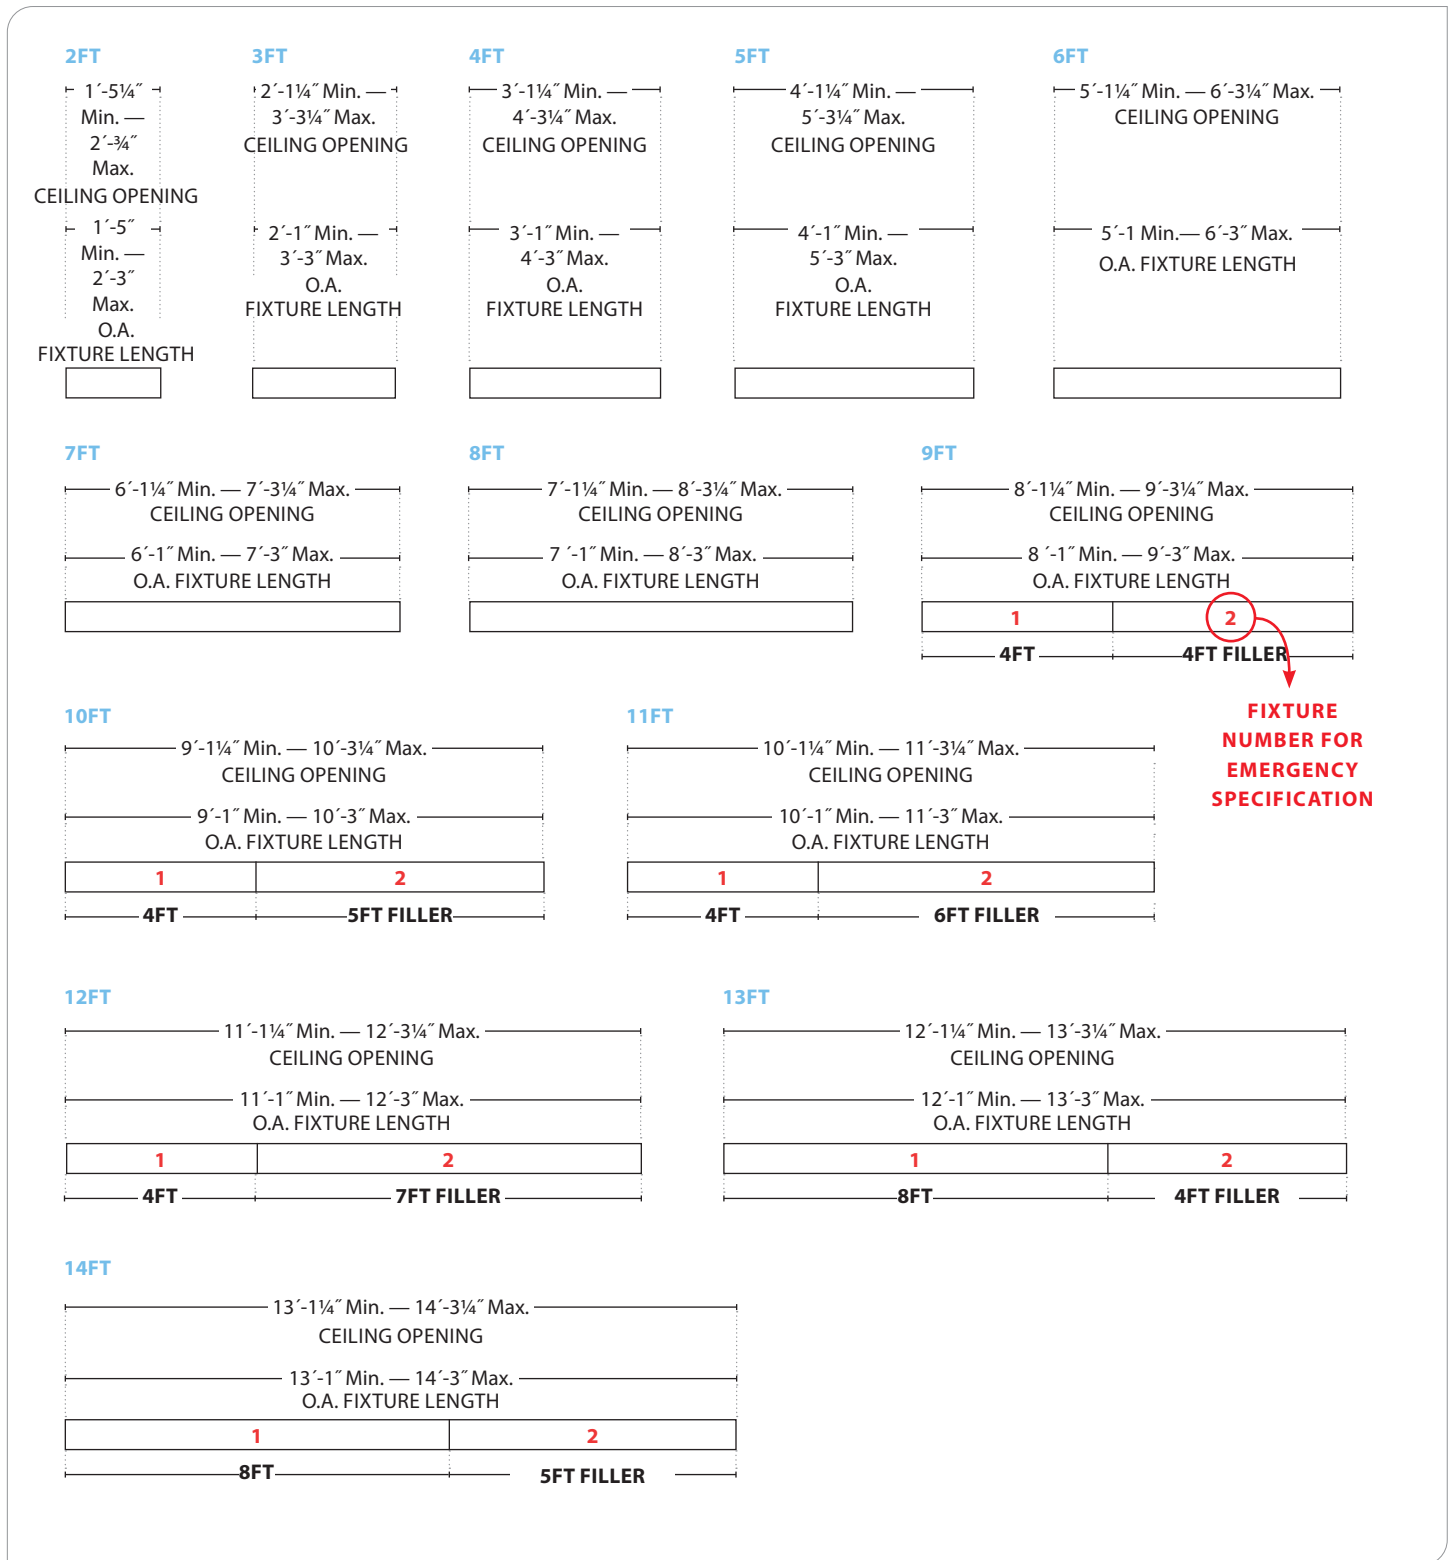 2FT
1´-5¼˝
Min. —
2´-¾˝
Max.
CEILING OPENING
1´-5˝
Min. —
2´-3˝
Max.
O.A.
FIXTURE LENGTH
3FT
2´-1¼˝ Min. —
3´-3¼˝ Max.
CEILING OPENING
2´-1˝ Min. —
3´-3˝ Max.
O.A.
FIXTURE LENGTH
4FT
3´-1¼˝ Min. —
4´-3¼˝ Max.
CEILING OPENING
3´-1˝ Min. —
4´-3˝ Max.
O.A.
FIXTURE LENGTH
5FT
4´-1¼˝ Min. —
5´-3¼˝ Max.
CEILING OPENING
4´-1˝ Min. —
5´-3˝ Max.
O.A.
FIXTURE LENGTH
6FT
5´-1¼˝ Min. — 6´-3¼˝ Max.
CEILING OPENING
5´-1 Min.— 6´-3˝ Max.
O.A. FIXTURE LENGTH
7FT
6´-1¼˝ Min. — 7´-3¼˝ Max.
CEILING OPENING
6´-1˝ Min. — 7´-3˝ Max.
O.A. FIXTURE LENGTH
8FT
7´-1¼˝ Min. — 8´-3¼˝ Max.
CEILING OPENING
7 ´-1˝ Min. — 8´-3˝ Max.
O.A. FIXTURE LENGTH
9FT
8´-1¼˝ Min. — 9´-3¼˝ Max.
CEILING OPENING
8 ´-1˝ Min. — 9´-3˝ Max.
O.A. FIXTURE LENGTH
1 2
4FT 4FT FILLER
FIXTURE
NUMBER FOR
EMERGENCY
SPECIFICATION
10FT
9´-1¼˝ Min. — 10´-3¼˝ Max.
CEILING OPENING
9´-1˝ Min. — 10´-3˝ Max.
O.A. FIXTURE LENGTH
1 2
4FT 5FT FILLER
11FT
10´-1¼˝ Min. — 11´-3¼˝ Max.
CEILING OPENING
10´-1˝ Min. — 11´-3˝ Max.
O.A. FIXTURE LENGTH
1 2
4FT 6FT FILLER
12FT
11´-1¼˝ Min. — 12´-3¼˝ Max.
CEILING OPENING
11´-1˝ Min. — 12´-3˝ Max.
O.A. FIXTURE LENGTH
1 2
4FT 7FT FILLER
13FT
12´-1¼˝ Min. — 13´-3¼˝ Max.
CEILING OPENING
12´-1˝ Min. — 13´-3˝ Max.
O.A. FIXTURE LENGTH
1 2
8FT 4FT FILLER
14FT
13´-1¼˝ Min. — 14´-3¼˝ Max.
CEILING OPENING
13´-1˝ Min. — 14´-3˝ Max.
O.A. FIXTURE LENGTH
1 2
8FT 5FT FILLER